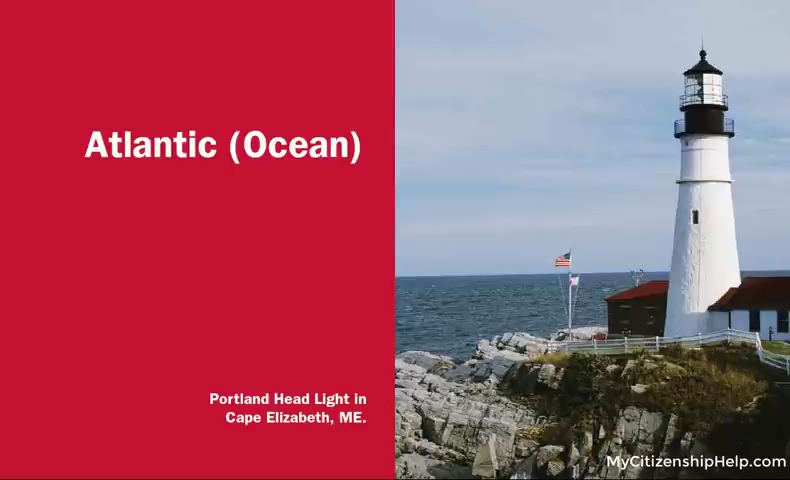 Atlantic (Ocean)
Portland Head Light in
Cape Elizabeth, ME.
MyCitizenshipHelp.com